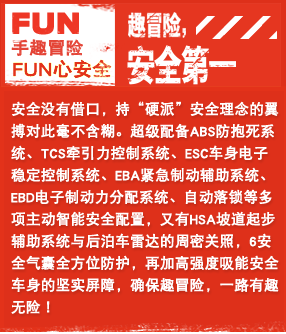 FUN
手趣冒险
FUN心安全
趣冒险，
安全第一
安全没有借口，持“硬派”安全理念的翼
搏对此毫不含糊。超级配备ABS防抱死系
统、TCS牵引力控制系统、ESC车身电子
稳定控制系统、EBA紧急制动辅助系统、
EBD电子制动力分配系统、自动落锁等多
项主动智能安全配置，又有HSA坡道起步
辅助系统与后泊车雷达的周密关照，6安
全气囊全方位防护，再加高强度吸能安全
车身的坚实屏障，确保趣冒险，一路有趣
无险！